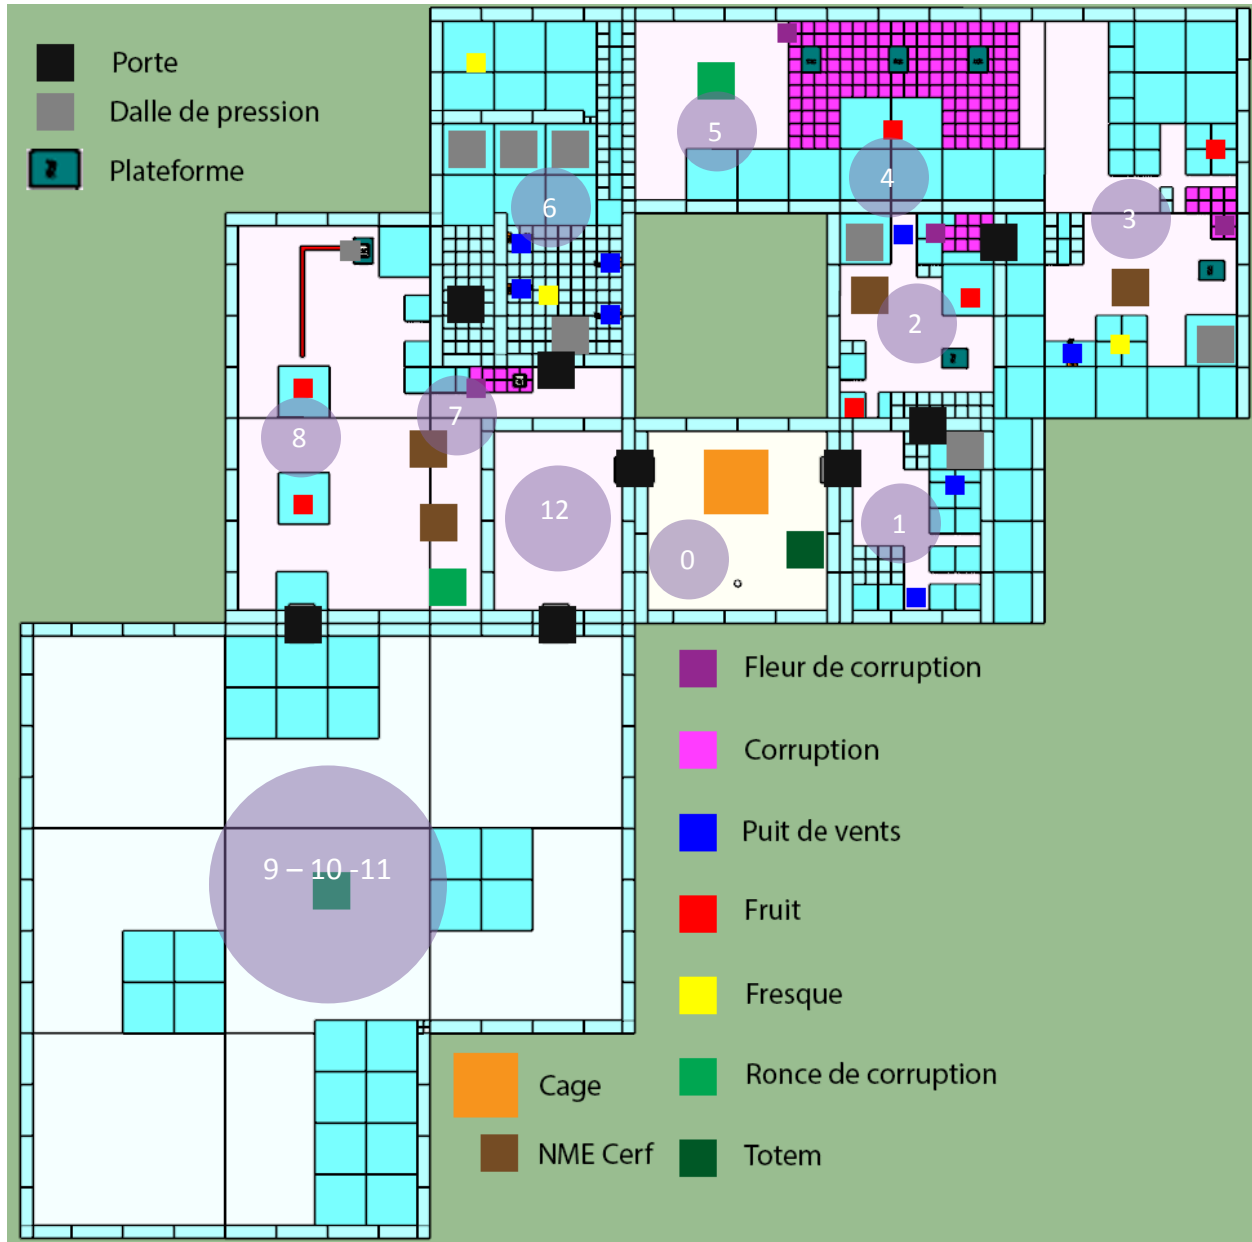 Porte
Dalle de pression
Plateforme
5
4
6
3
2
7
8
12
1
0
9 – 10 -11
Fleur de corruption
Corruption
Puit de vents
Fruit
Fresque
Cage
Ronce de corruption
NME Cerf
Totem